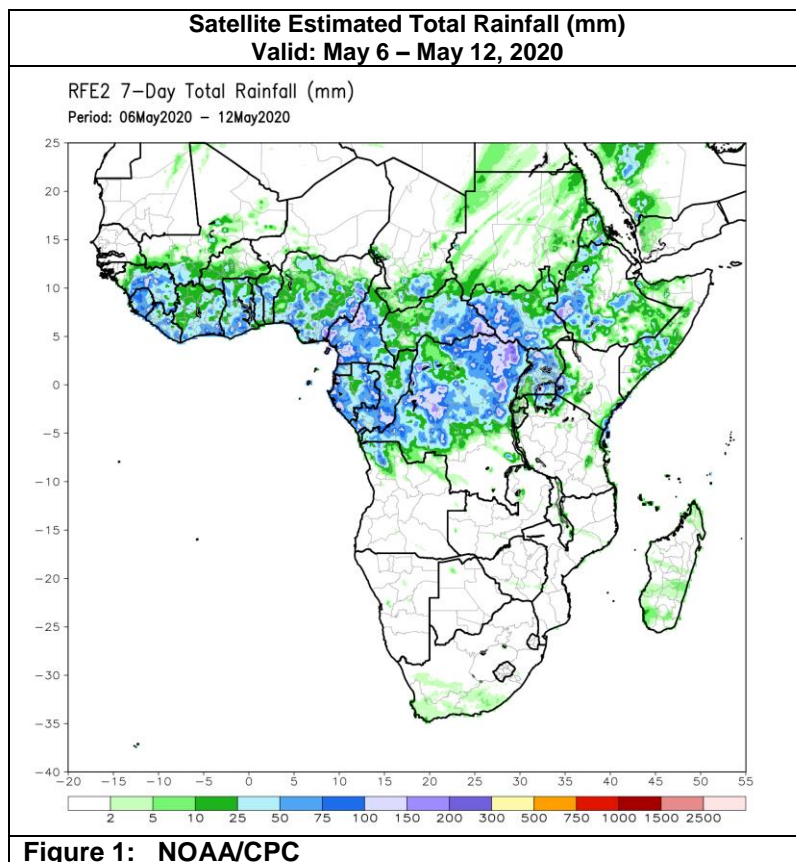 Satellite Estimated Total Rainfall (mm)
Valid: May 6 – May 12, 2020
RFE2 7-Day Total Rainfall (mm)
Period: 06May2020 – 12May2020
25
20
15
10
5
0
-5
-10
-15
-20
-25
-30
-35
-40
-20 -15 -10 -5 0 5 10 15 20 25 30 35 40 45 50 55
2 5 10 25 50 75 100 150 200 300 500 750 1000 1500 2500
Figure 1: NOAA/CPC